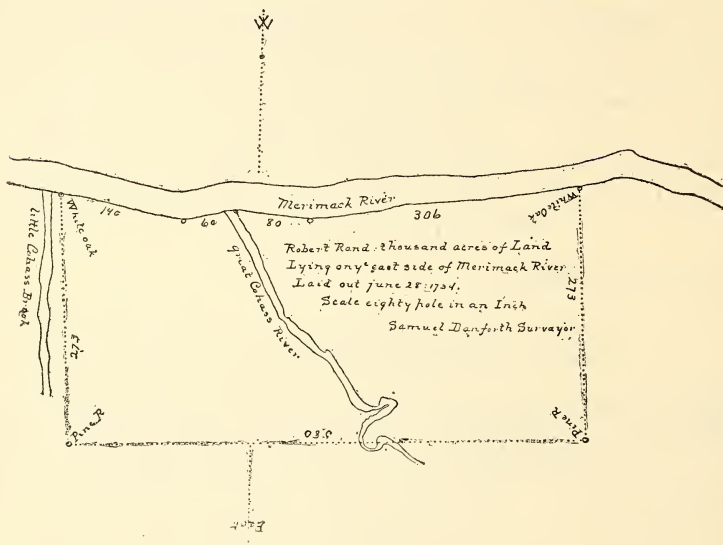 W
Merimack River
White oak
140
60
80
306
White Oak
Little Cohass Brook
great Cohass River
Robert Rand : thousand acres of Land
Lying on yᵉ east side of Merimack River
Laid out june 28:1734.
Scale eighty pole in an Inch
Samuel Danforth Survayor
273
273
Pine R
Pine R
East